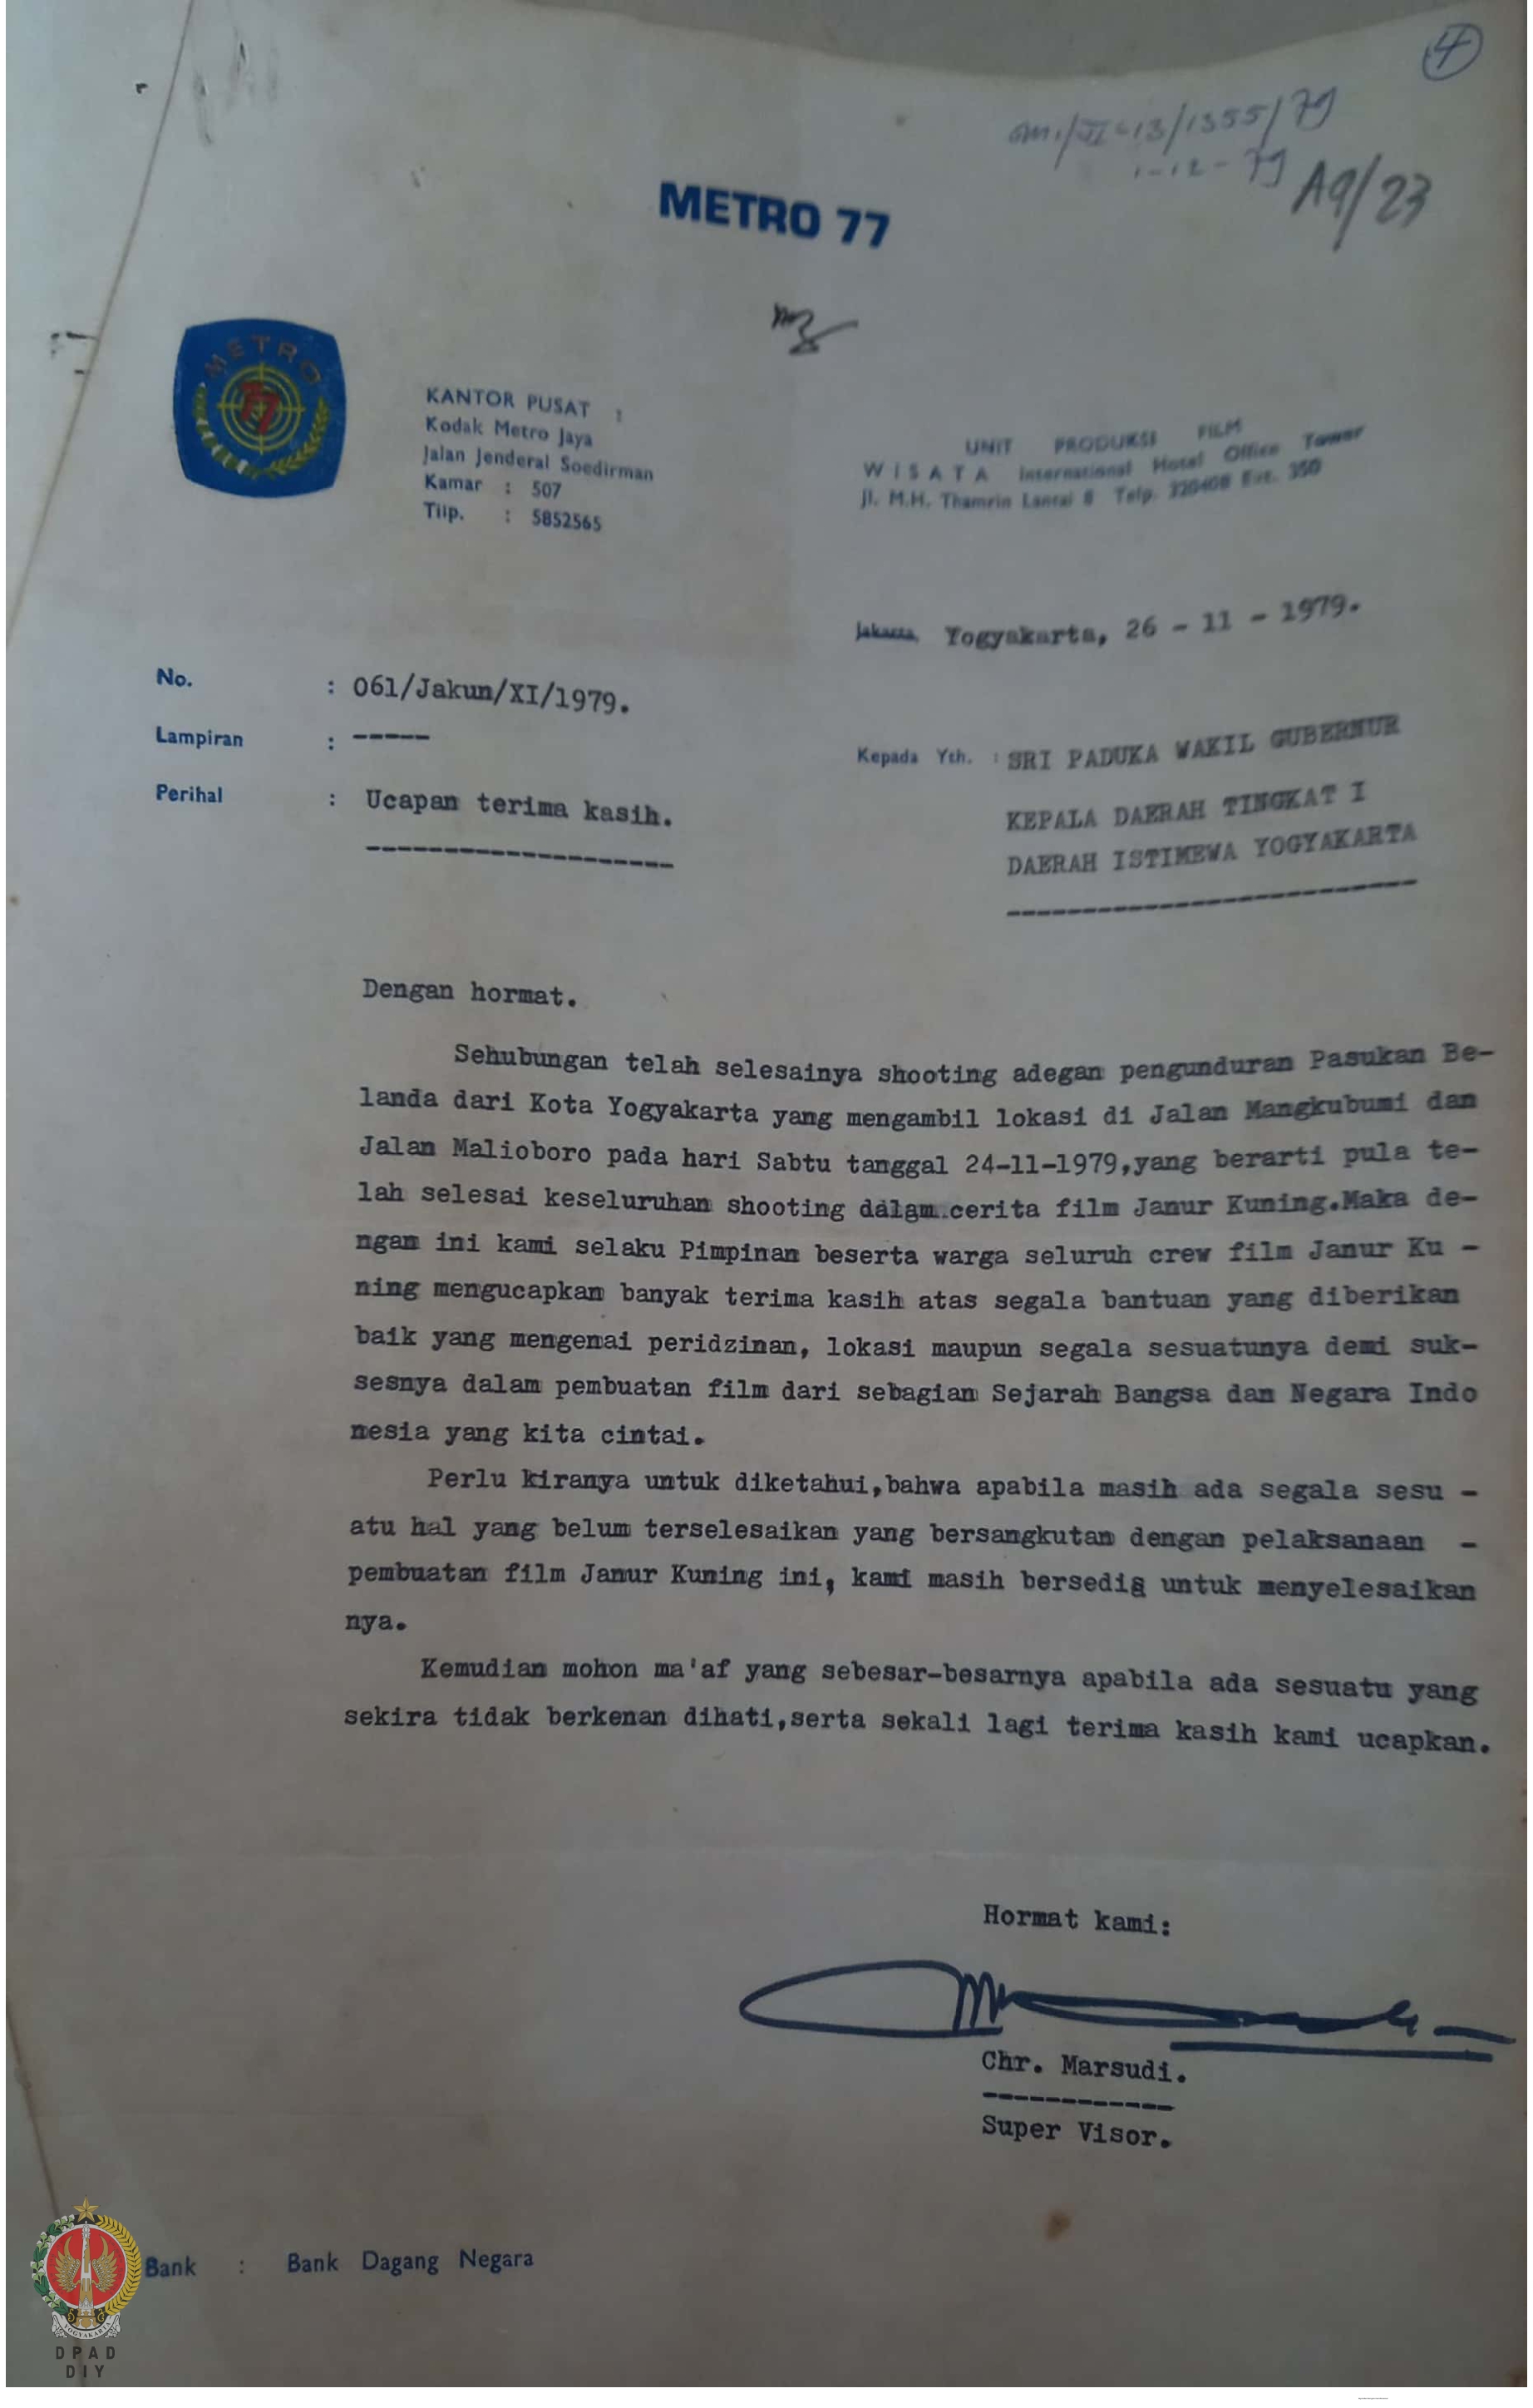 4
/1355/79
1-12-79
A9/23
METRO 77
METRO
77
KANTOR PUSAT :
Kodak Metro Jaya
Jalan Jenderal Soedirman
Kamar : 507
Tilp. : 5852565
UNIT PRODUKSI FILM
WISATA International Hotel Office Tower
Jl. M.H. Thamrin Lantai 8 Telp. 320408 Ext. 350
Jakarta, Yogyakarta, 26 - 11 - 1979.
No. : 061/Jakun/XI/1979.
Lampiran : -----
Perihal : Ucapan terima kasih.
Kepada Yth. : SRI PADUKA WAKIL GUBERNUR
KEPALA DAERAH TINGKAT I
DAERAH ISTIMEWA YOGYAKARTA
Dengan hormat.
Sehubungan telah selesainya shooting adegan pengunduran Pasukan Be-
landa dari Kota Yogyakarta yang mengambil lokasi di Jalan Mangkubumi dan
Jalan Malioboro pada hari Sabtu tanggal 24-11-1979,yang berarti pula te-
lah selesai keseluruhan shooting dalam cerita film Janur Kuning.Maka de-
ngan ini kami selaku Pimpinan beserta warga seluruh crew film Janur Ku -
ning mengucapkan banyak terima kasih atas segala bantuan yang diberikan
baik yang mengenai peridzinan, lokasi maupun segala sesuatunya demi suk-
sesnya dalam pembuatan film dari sebagian Sejarah Bangsa dan Negara Indo
nesia yang kita cintai.
Perlu kiranya untuk diketahui,bahwa apabila masih ada segala sesu -
atu hal yang belum terselesaikan yang bersangkutan dengan pelaksanaan -
pembuatan film Janur Kuning ini, kami masih bersedia untuk menyelesaikan
nya.
Kemudian mohon ma'af yang sebesar-besarnya apabila ada sesuatu yang
sekira tidak berkenan dihati,serta sekali lagi terima kasih kami ucapkan.
Hormat kami:
Chr. Marsudi.
Super Visor.
Bank : Bank Dagang Negara
YOGYAKARTA
DPAD
DIY